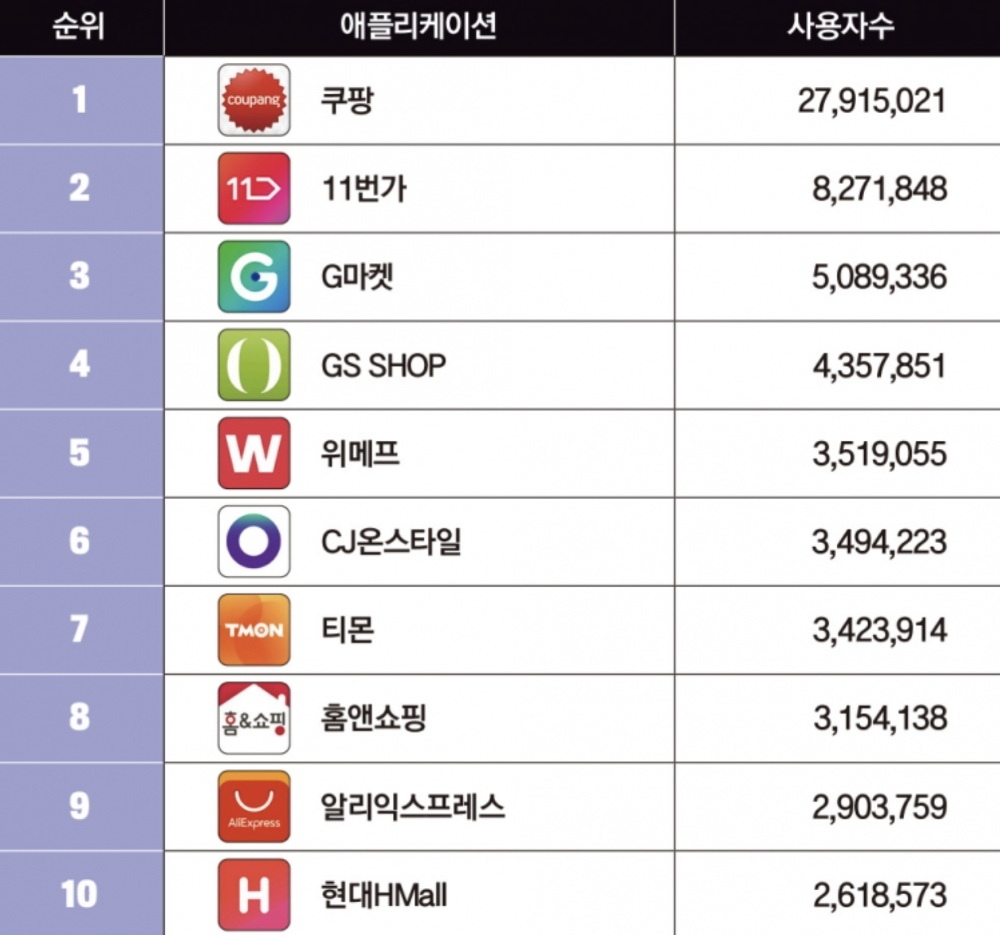 순위 애플리케이션 사용자수
1 coupang 쿠팡 27,915,021
2 11 11번가 8,271,848
3 G G마켓 5,089,336
4 GS SHOP 4,357,851
5 W 위메프 3,519,055
6 CJ온스타일 3,494,223
7 TMON 티몬 3,423,914
8 홈&쇼핑 홈앤쇼핑 3,154,138
9 AliExpress 알리익스프레스 2,903,759
10 H 현대HMall 2,618,573